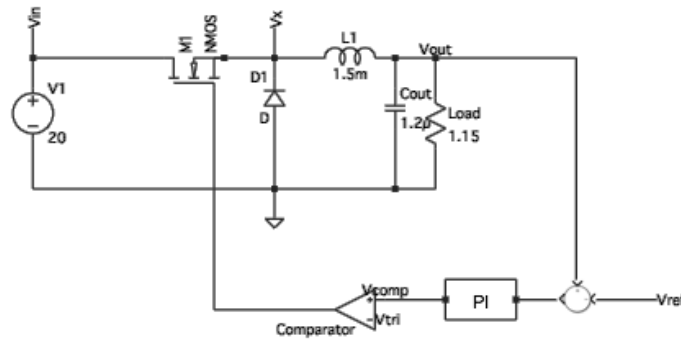 Vin
M1
NMOS
Vx
L1
1.5m
Vout
V1
20
D1
D
Cout
1.2µ
Load
1.15
Vcomp
Vtri
Comparator
PI
Vref